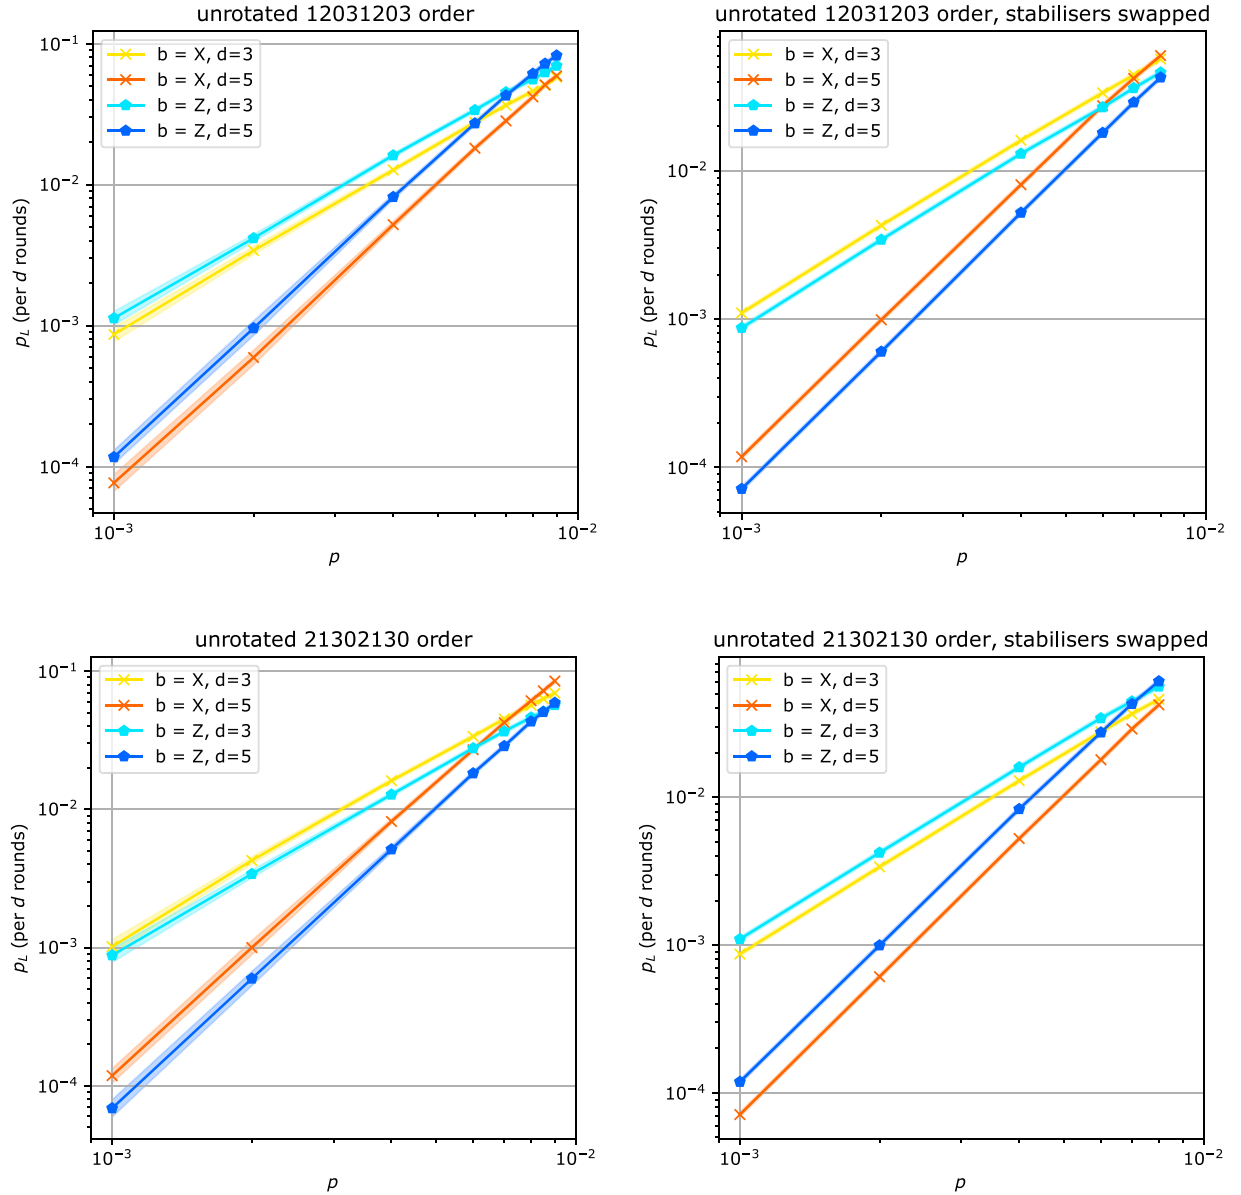 unrotated 12031203 order
b = X, d=3
b = X, d=5
b = Z, d=3
b = Z, d=5
10⁻¹
10⁻²
10⁻³
10⁻⁴
p_L (per d rounds)
10⁻³
10⁻²
p
unrotated 12031203 order, stabilisers swapped
b = X, d=3
b = X, d=5
b = Z, d=3
b = Z, d=5
10⁻²
10⁻³
10⁻⁴
p_L (per d rounds)
10⁻³
10⁻²
p
unrotated 21302130 order
b = X, d=3
b = X, d=5
b = Z, d=3
b = Z, d=5
10⁻¹
10⁻²
10⁻³
10⁻⁴
p_L (per d rounds)
10⁻³
10⁻²
p
unrotated 21302130 order, stabilisers swapped
b = X, d=3
b = X, d=5
b = Z, d=3
b = Z, d=5
10⁻²
10⁻³
10⁻⁴
p_L (per d rounds)
10⁻³
10⁻²
p